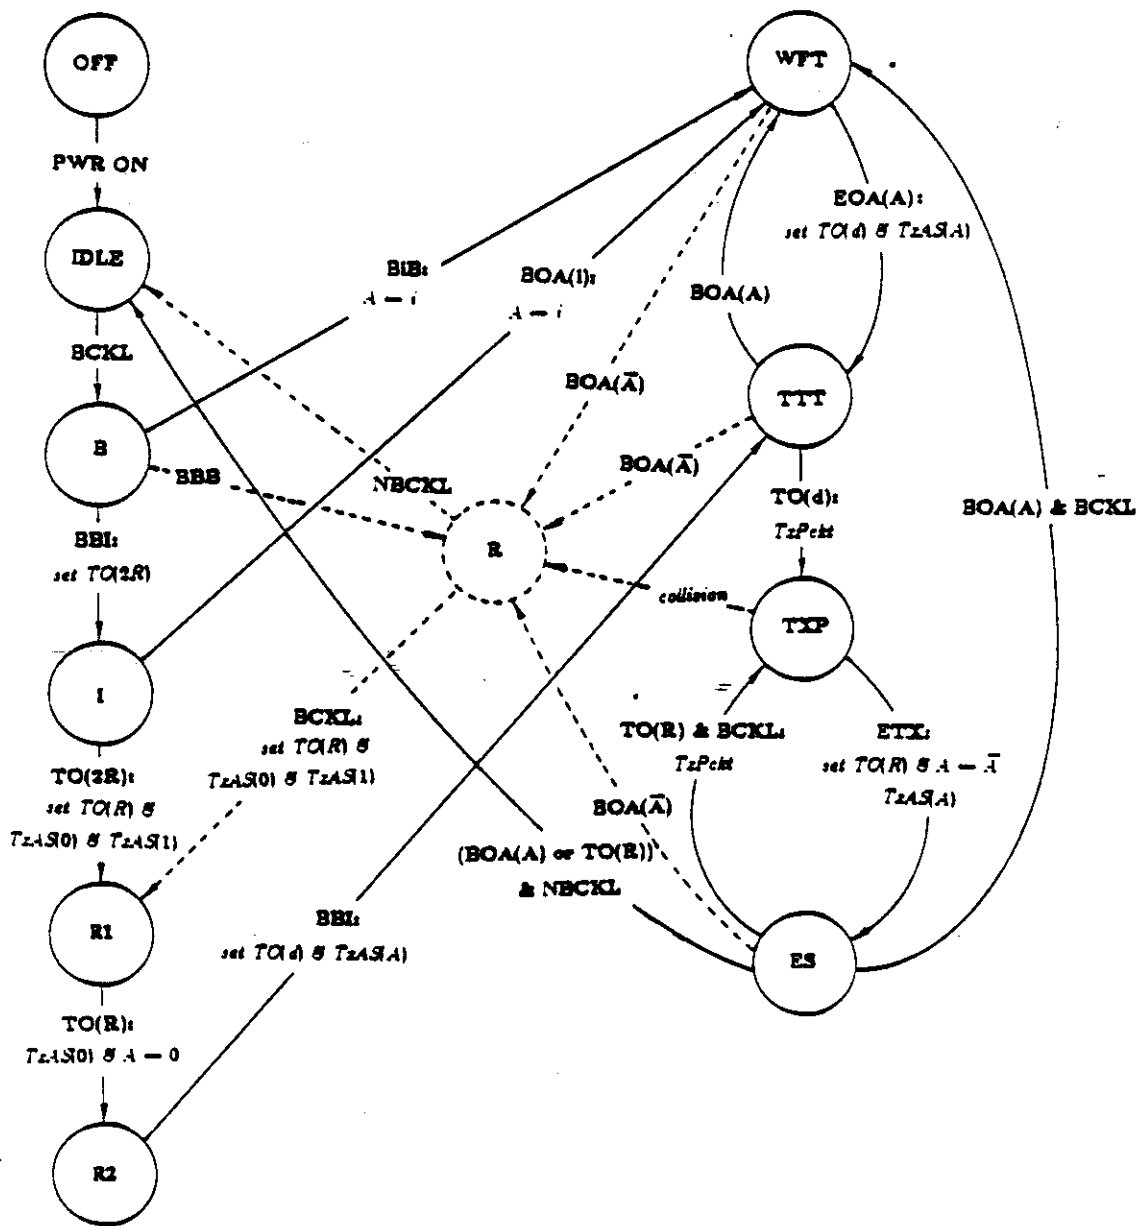 OFF
WFT
PWR ON
EOA(A):
set TO(d) & TxAS(A)
IDLE
BiB:
A ← i
BOA(i):
A ← i
BOA(A)
BCKL
BOA(A̅)
TTT
B
BBB
NBCKL
BOA(A̅)
TO(d):
TxPckt
BOA(A) & BCKL
BBI:
set TO(2R)
R
collision
TXP
I
BCKL:
set TO(R) &
TxAS(0) & TxAS(1)
TO(R) & BCKL:
TxPckt
ETX:
set TO(R) & A ← A̅
TxAS(A)
TO(2R):
set TO(R) &
TxAS(0) & TxAS(1)
BOA(A̅)
(BOA(A) or TO(R))
& NBCKL
R1
BBI:
set TO(d) & TxAS(A)
ES
TO(R):
TxAS(0) & A ← 0
R2